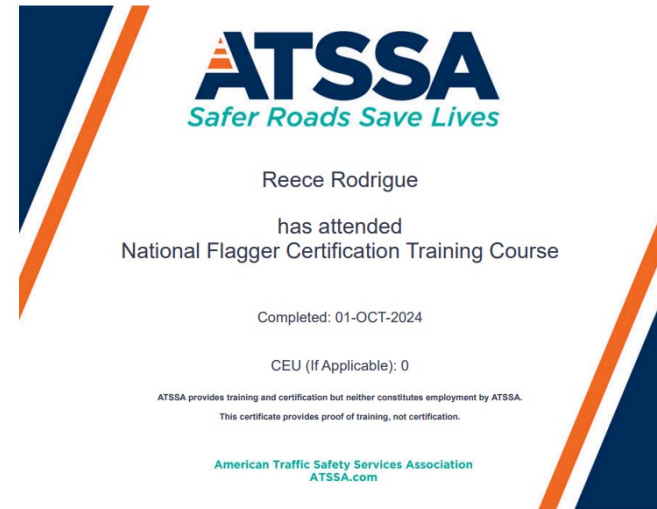 ATSSA
Safer Roads Save Lives
Reece Rodrigue
has attended
National Flagger Certification Training Course
Completed: 01-OCT-2024
CEU (If Applicable): 0
ATSSA provides training and certification but neither constitutes employment by ATSSA.
This certificate provides proof of training, not certification.
American Traffic Safety Services Association
ATSSA.com